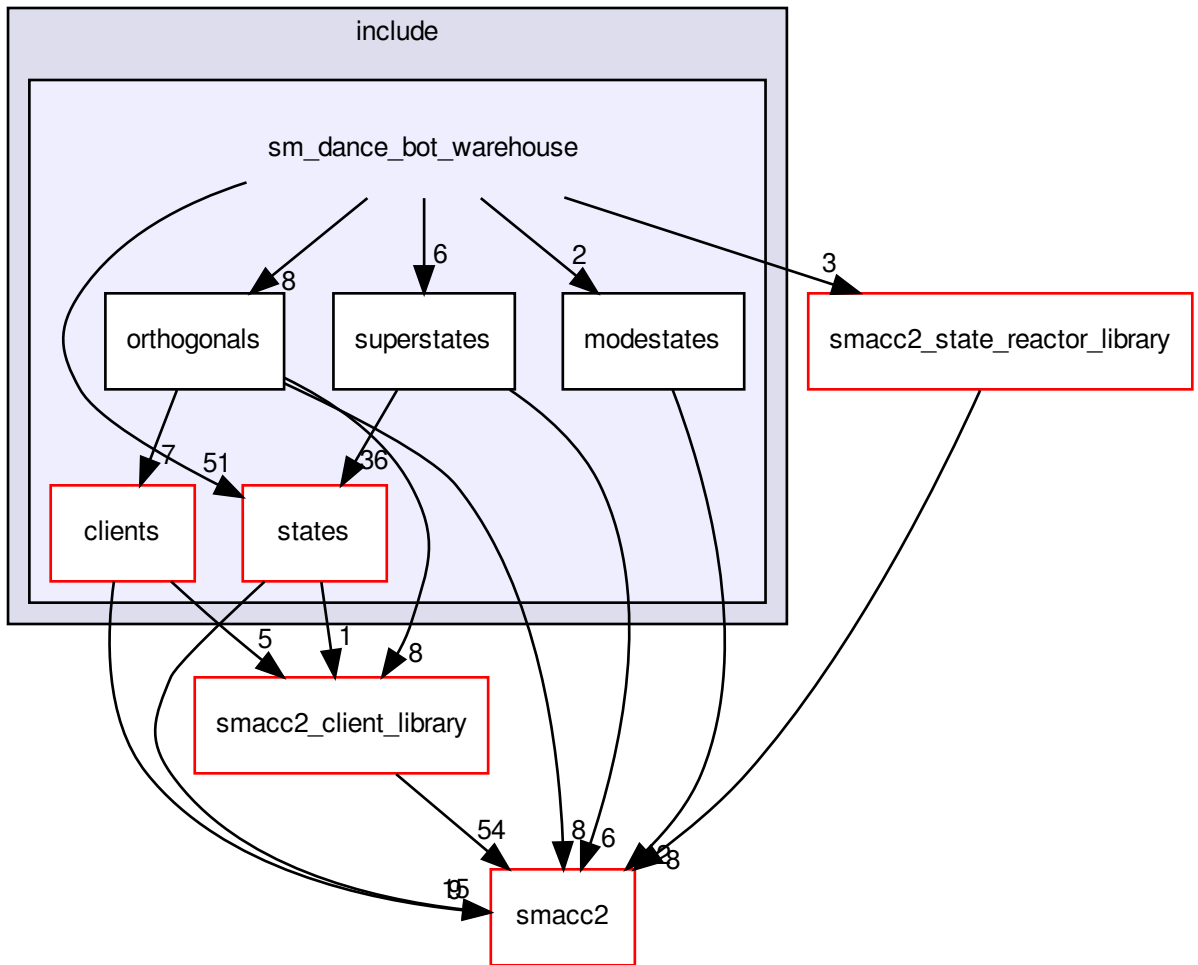 include
sm_dance_bot_warehouse
6
2
3
8
orthogonals
superstates
modestates
smacc2_state_reactor_library
7
51
36
clients
states
5
1
8
smacc2_client_library
54
8
6
8
smacc2